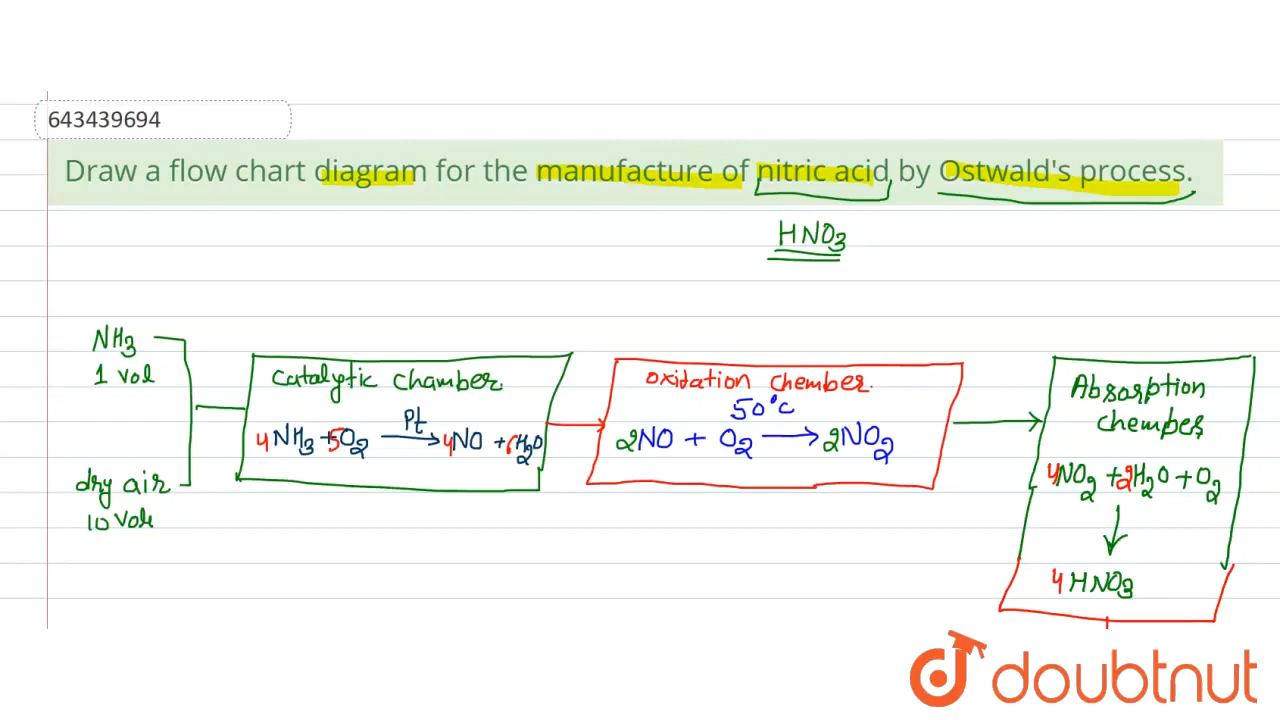 643439694
Draw a flow chart diagram for the manufacture of nitric acid by Ostwald's process.
HNO3
NH3
1 vol
dry air
10 Vol
Catalytic chamber
Pt
4NH3 + 5O2 → 4NO + 6H2O
Oxidation chember
50°C
2NO + O2 → 2NO2
Absorption
chember
4NO2 + 2H2O + O2
↓
4HNO3
doubtnut